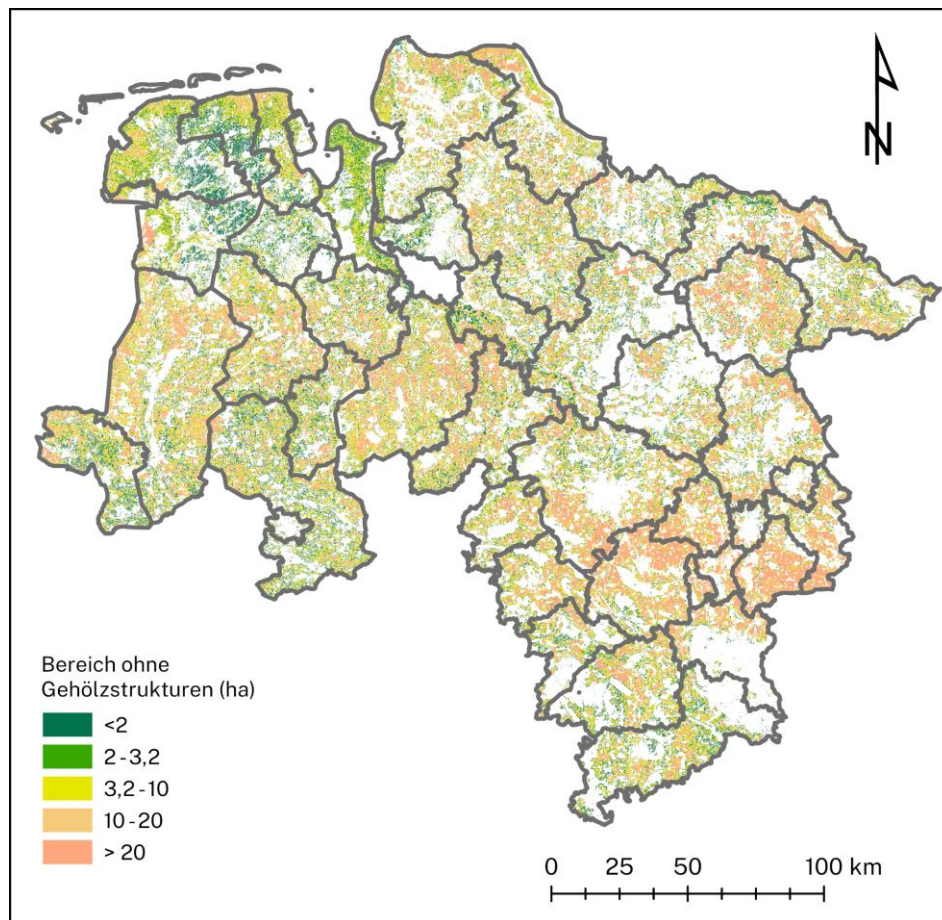 N
Bereich ohne
Gehölzstrukturen (ha)
<2
2 - 3,2
3,2 - 10
10 - 20
> 20
0 25 50 100 km